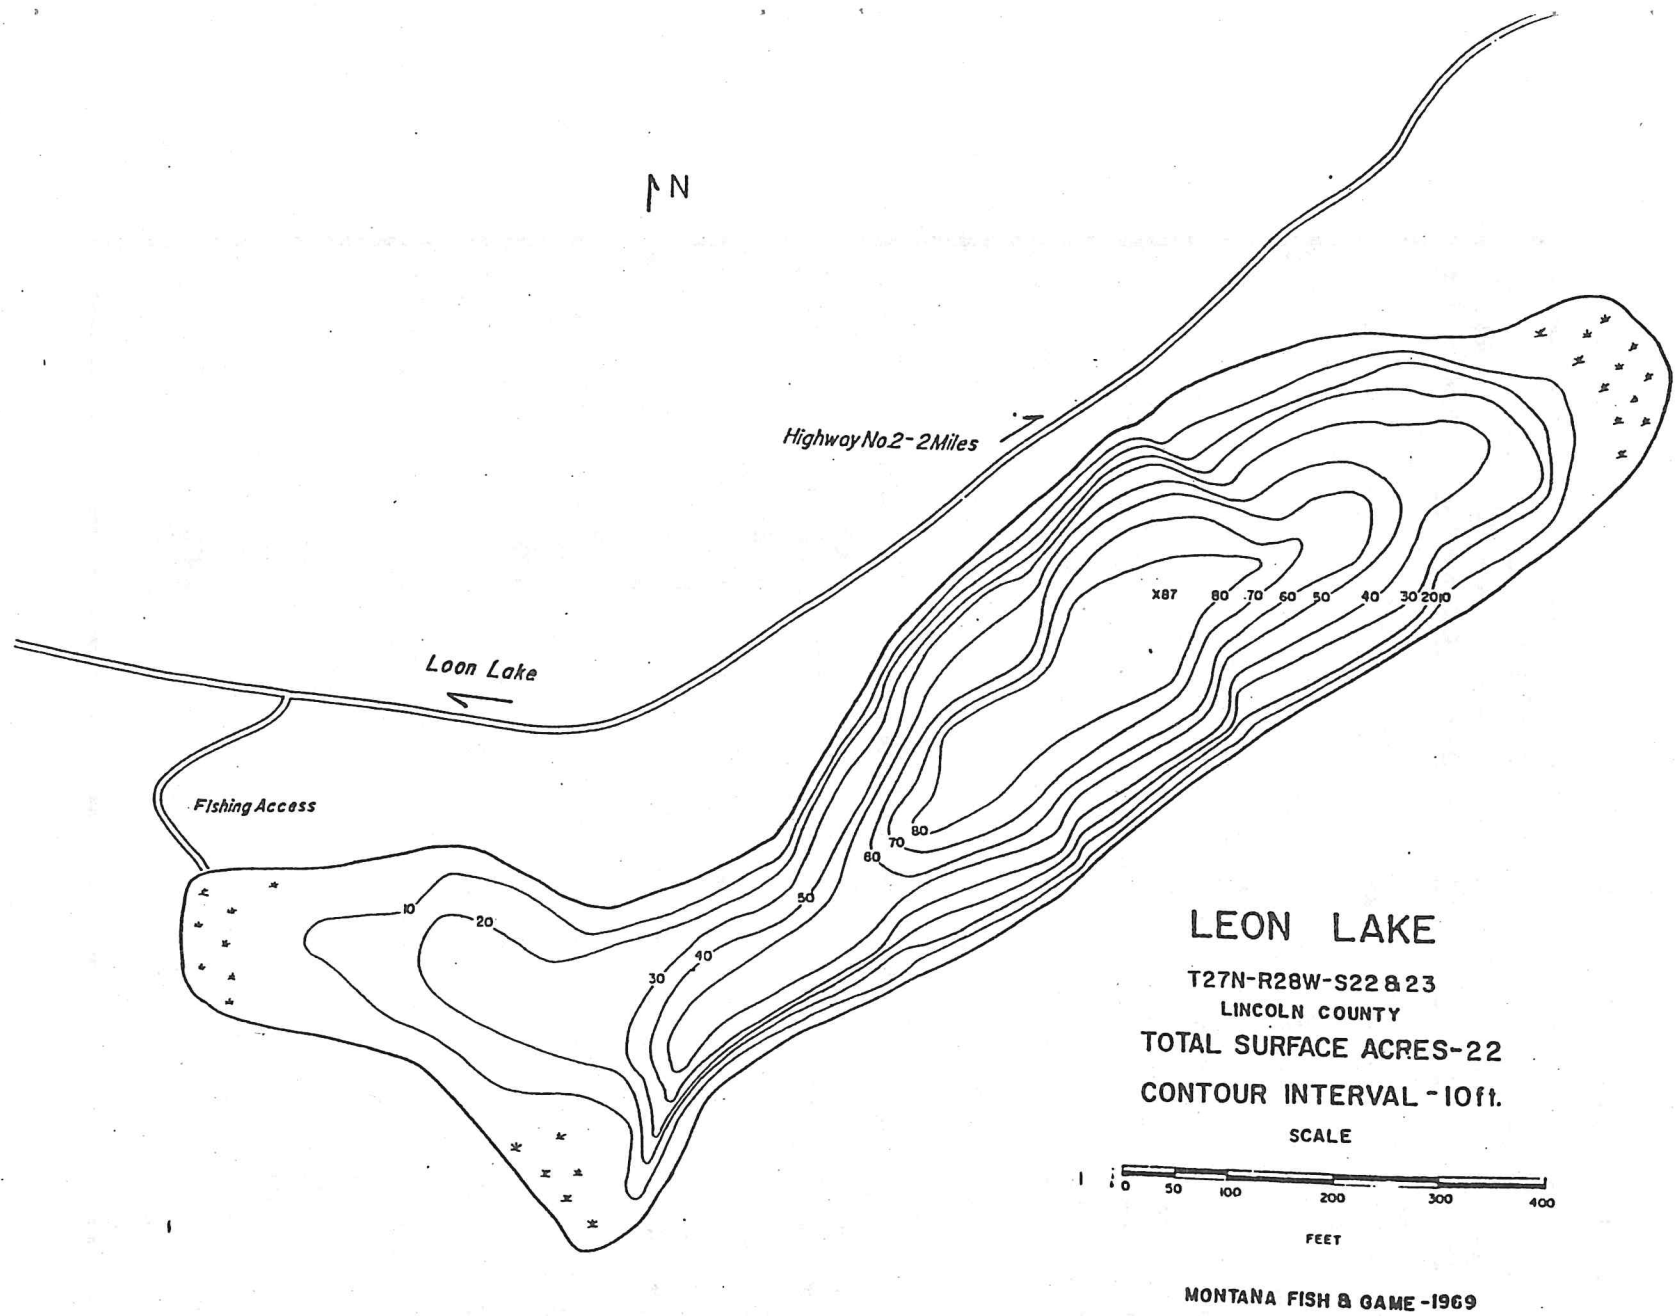 N
Highway No.2-2Miles
X87 80 70 60 50 40 30 20 10
Loon Lake
Fishing Access
80
70
60
50
10
20
40
30
LEON LAKE
T27N-R28W-S22&23
LINCOLN COUNTY
TOTAL SURFACE ACRES-22
CONTOUR INTERVAL -10ft.
SCALE
0 50 100 200 300 400
FEET
MONTANA FISH & GAME -1969